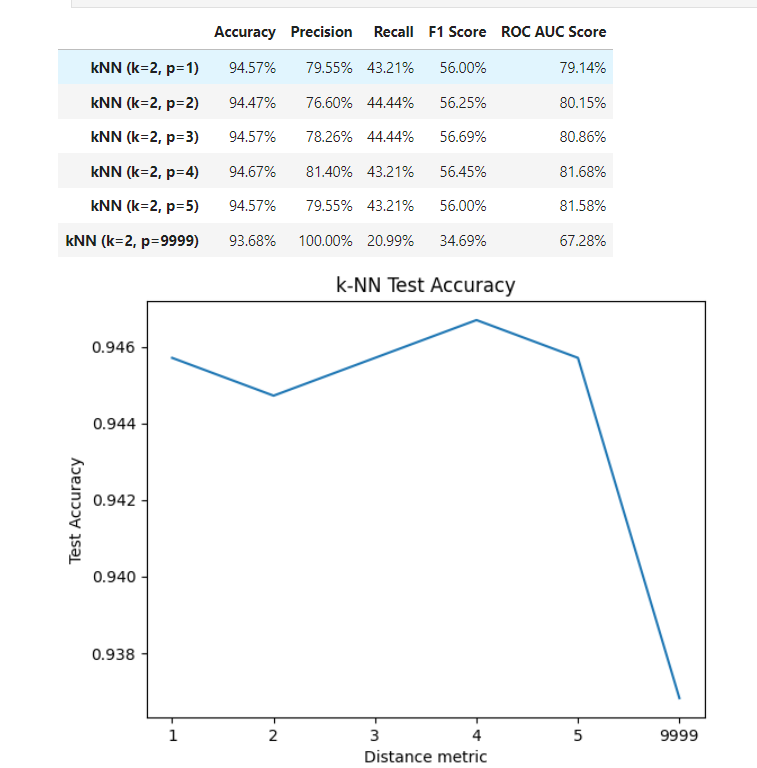 Accuracy Precision Recall F1 Score ROC AUC Score
kNN (k=2, p=1) 94.57% 79.55% 43.21% 56.00% 79.14%
kNN (k=2, p=2) 94.47% 76.60% 44.44% 56.25% 80.15%
kNN (k=2, p=3) 94.57% 78.26% 44.44% 56.69% 80.86%
kNN (k=2, p=4) 94.67% 81.40% 43.21% 56.45% 81.68%
kNN (k=2, p=5) 94.57% 79.55% 43.21% 56.00% 81.58%
kNN (k=2, p=9999) 93.68% 100.00% 20.99% 34.69% 67.28%
k-NN Test Accuracy
0.946
0.944
0.942
0.940
0.938
Test Accuracy
1 2 3 4 5 9999
Distance metric